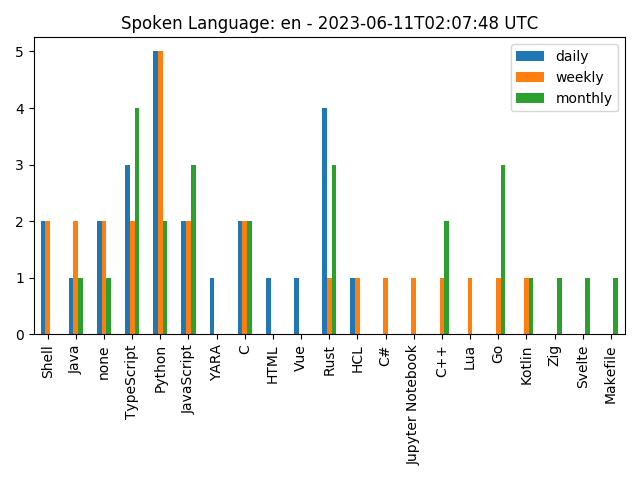 Spoken Language: en - 2023-06-11T02:07:48 UTC
daily
weekly
monthly
5
4
3
2
1
0
Shell
Java
none
TypeScript
Python
JavaScript
YARA
C
HTML
Vue
Rust
HCL
C#
Jupyter Notebook
C++
Lua
Go
Kotlin
Zig
Svelte
Makefile